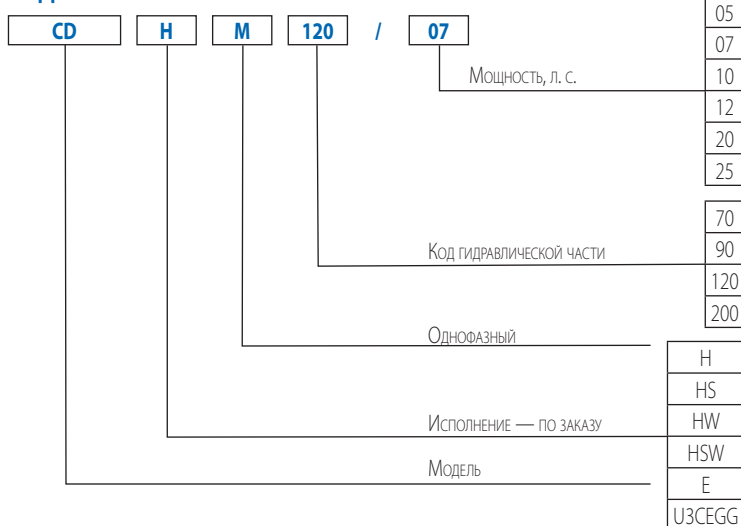 05
CD H M 120 / 07
07
Мощность, л. с.
10
12
20
25
70
Код гидравлической части
90
120
200
Однофазный
H
HS
Исполнение — по заказу
HW
HSW
Модель
E
U3CEGG